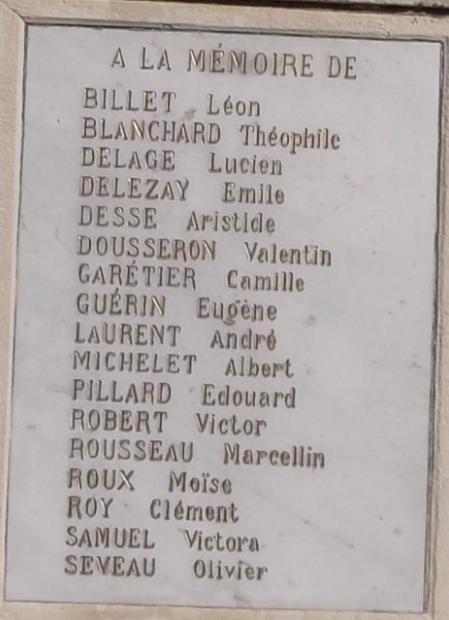 A LA MÉMOIRE DE
BILLET Léon
BLANCHARD Théophile
DELAGE Lucien
DELEZAY Emile
DESSE Aristide
DOUSSERON Valentin
GARÉTIER Camille
GUÉRIN Eugène
LAURENT André
MICHELET Albert
PILLARD Edouard
ROBERT Victor
ROUSSEAU Marcellin
ROUX Moïse
ROY Clément
SAMUEL Victora
SEVEAU Olivier